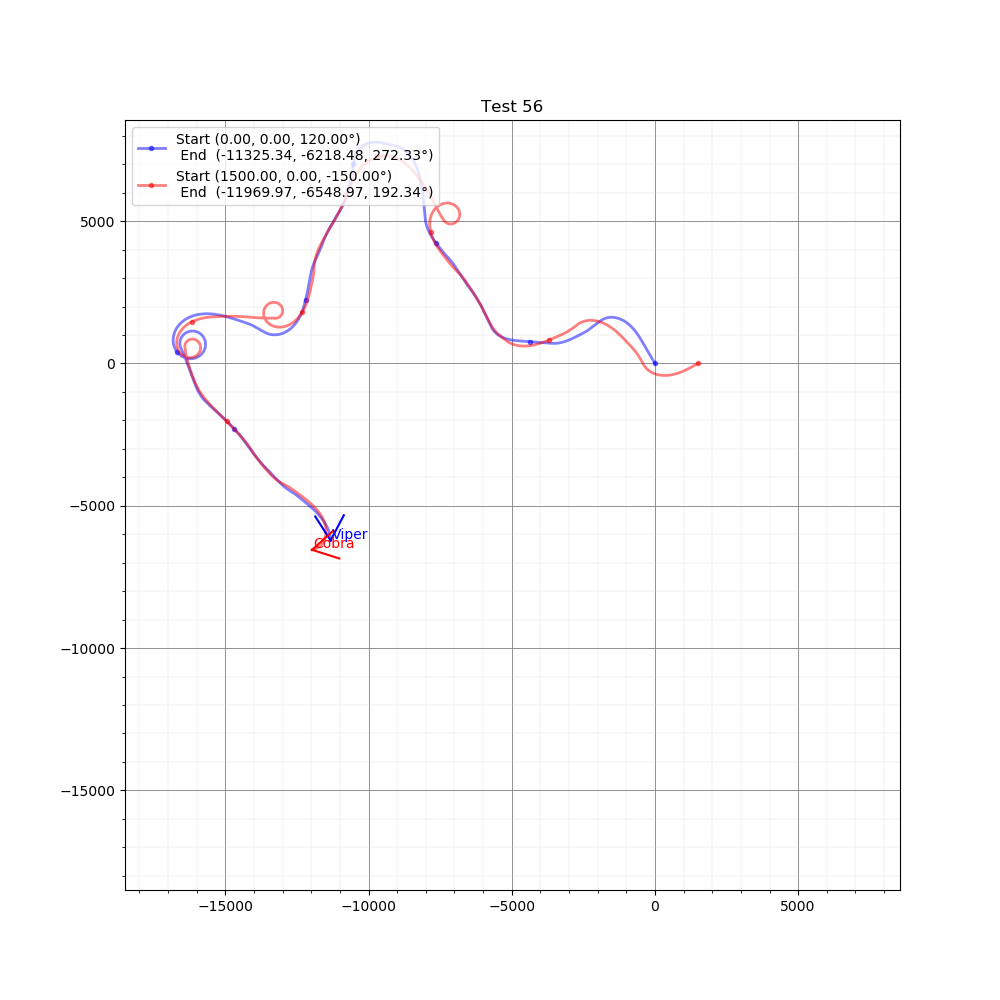 Test 56
Start (0.00, 0.00, 120.00°)
End (-11325.34, -6218.48, 272.33°)
Start (1500.00, 0.00, -150.00°)
End (-11969.97, -6548.97, 192.34°)
5000
0
−5000
−10000
−15000
Viper
Cobra
−15000
−10000
−5000
0
5000